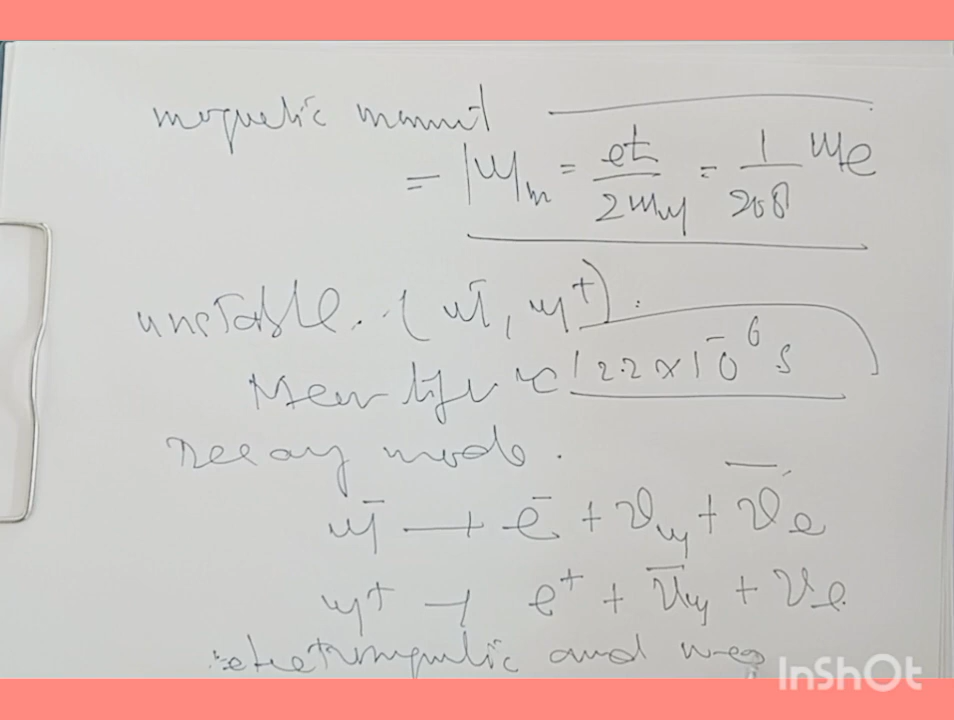 magnetic moment
= |μ|m = eħ / 2mμ = 1/208 μe
unstable. (μ-, μ+).
Mean life ~ 2.2 x 10^-6 s
Decay mode.
μ- → e- + νμ + ν̄e
μ+ → e+ + ν̄μ + νe
electromagnetic and
InShOt